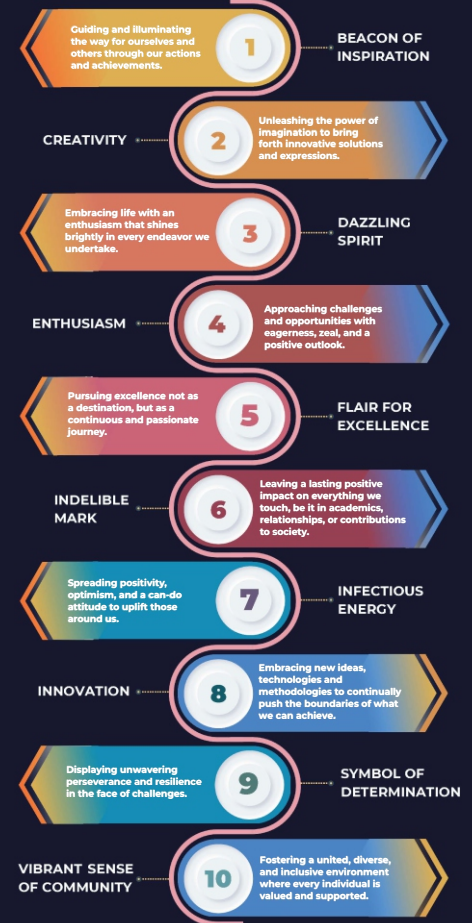 Guiding and illuminating
the way for ourselves and
others through our actions
and achievements.
1
BEACON OF
INSPIRATION
CREATIVITY
2
Unleashing the power of
imagination to bring
forth innovative solutions
and expressions.
Embracing life with an
enthusiasm that shines
brightly in every endeavor we
undertake.
3
DAZZLING
SPIRIT
ENTHUSIASM
4
Approaching challenges
and opportunities with
eagerness, zeal, and a
positive outlook.
Pursuing excellence not as
a destination, but as a
continuous and passionate
journey.
5
FLAIR FOR
EXCELLENCE
INDELIBLE
MARK
6
Leaving a lasting positive
impact on everything we
touch, be it in academics,
relationships, or contributions
to society.
Spreading positivity,
optimism, and a can-do
attitude to uplift those
around us.
7
INFECTIOUS
ENERGY
INNOVATION
8
Embracing new ideas,
technologies and
methodologies to continually
push the boundaries of what
we can achieve.
Displaying unwavering
perseverance and resilience
in the face of challenges.
9
SYMBOL OF
DETERMINATION
VIBRANT SENSE
OF COMMUNITY
10
Fostering a united, diverse,
and inclusive environment
where every individual is
valued and supported.